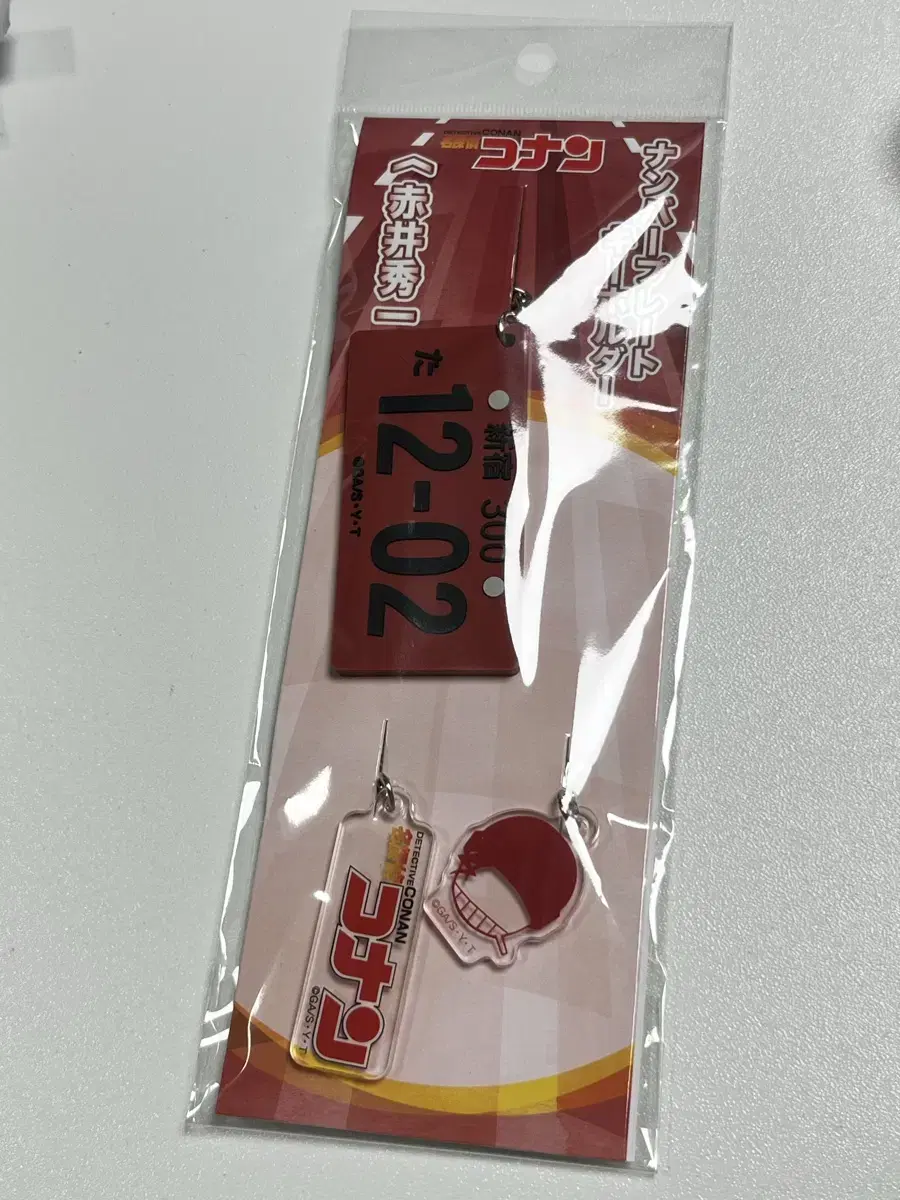 DETECTIVE CONAN
名探偵コナン
ナンバープレート
キーホルダー
《赤井秀一
新宿 300
た
12-02
©GA/S・Y・T
DETECTIVE CONAN
名探偵
コナン
©GA/S・Y・T
©GA/S・Y・T